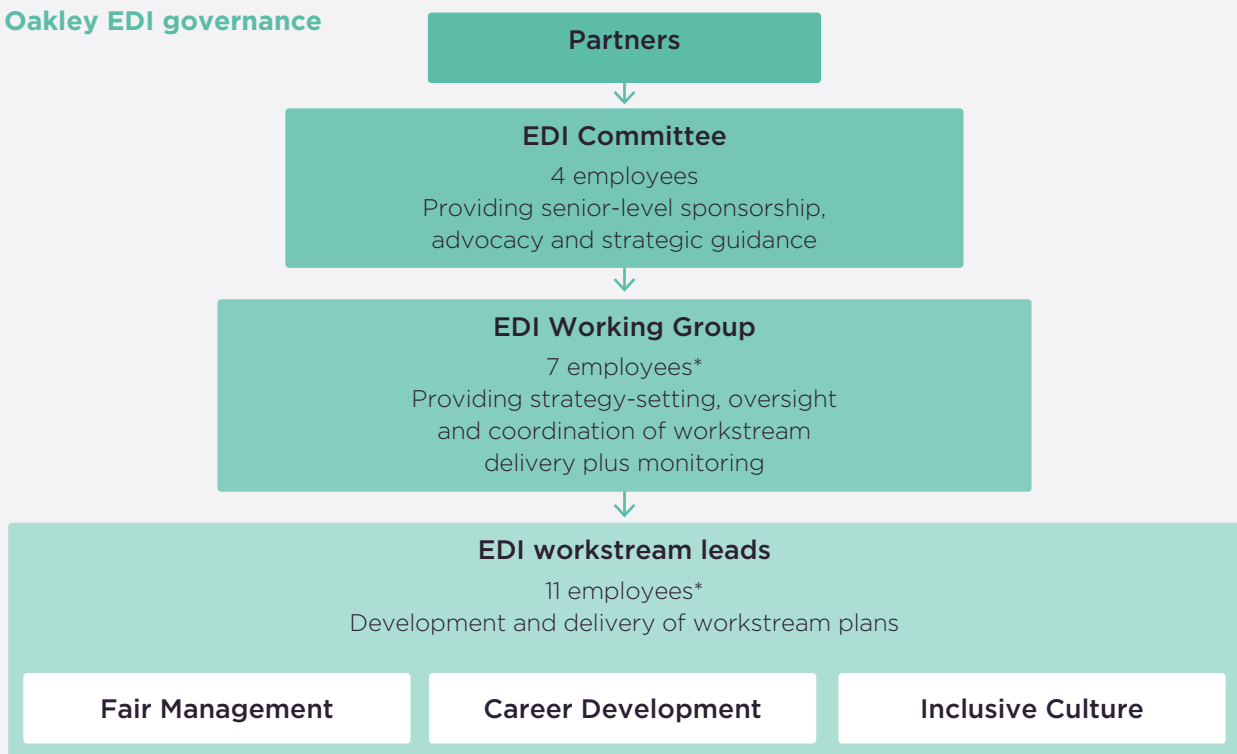 Oakley EDI governance
Partners
EDI Committee
4 employees
Providing senior-level sponsorship,
advocacy and strategic guidance
EDI Working Group
7 employees*
Providing strategy-setting, oversight
and coordination of workstream
delivery plus monitoring
EDI workstream leads
11 employees*
Development and delivery of workstream plans
Fair Management
Career Development
Inclusive Culture